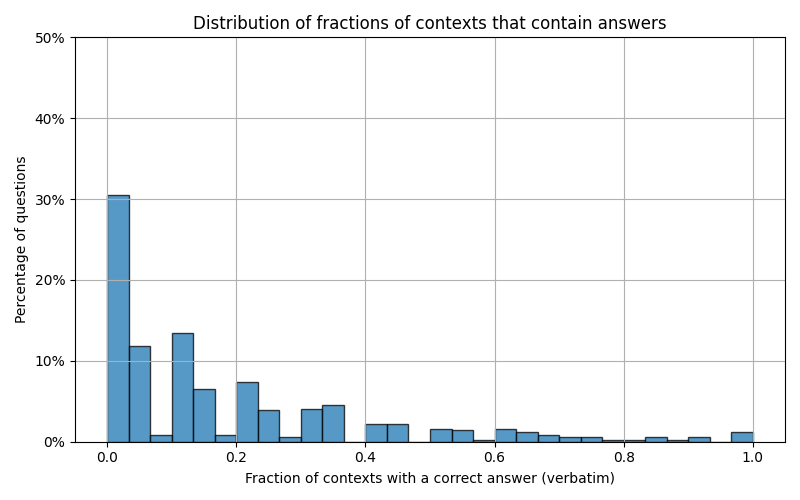 Distribution of fractions of contexts that contain answers
50%
40%
30%
20%
10%
0%
Percentage of questions
0.0 0.2 0.4 0.6 0.8 1.0
Fraction of contexts with a correct answer (verbatim)